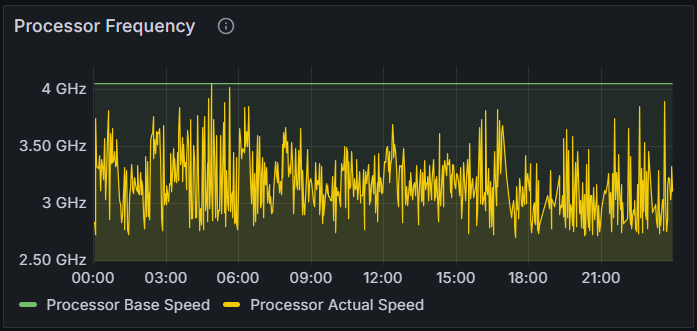 Processor Frequency
4 GHz
3.50 GHz
3 GHz
2.50 GHz
00:00 03:00 06:00 09:00 12:00 15:00 18:00 21:00
Processor Base Speed Processor Actual Speed